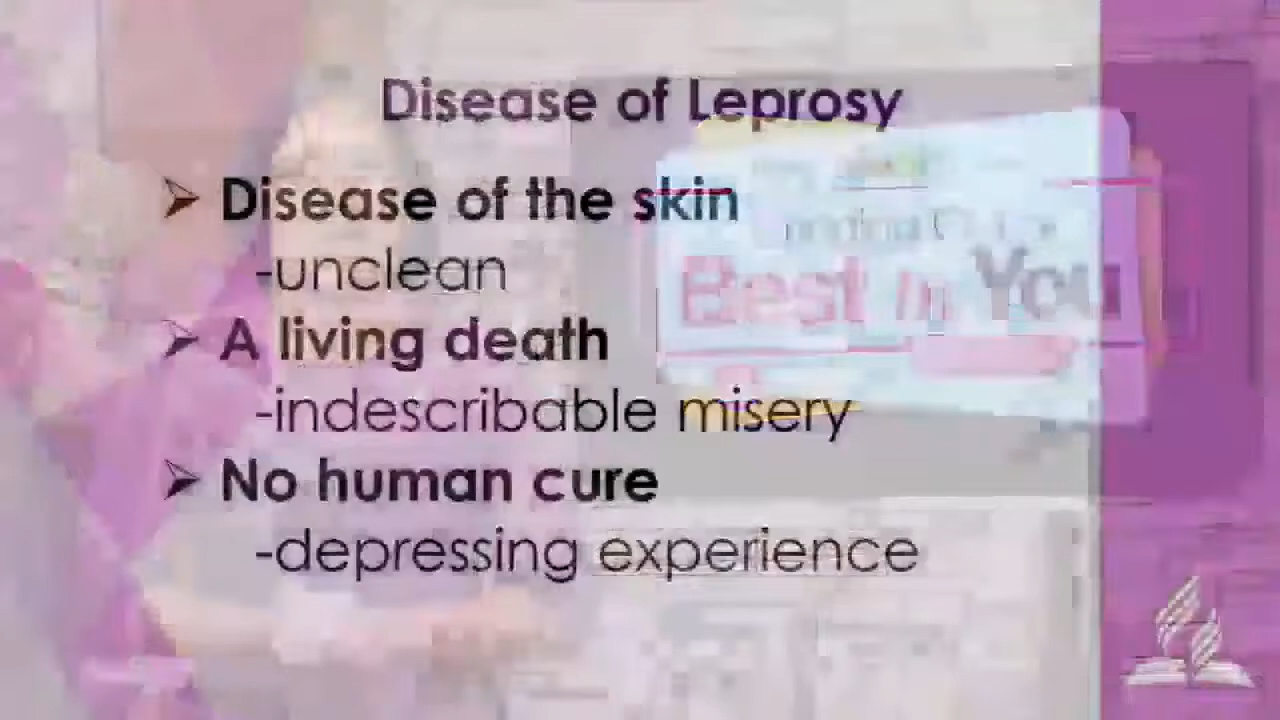 Disease of Leprosy
➢ Disease of the skin
-unclean
➢ A living death
-indescribable misery
➢ No human cure
-depressing experience
Best in You